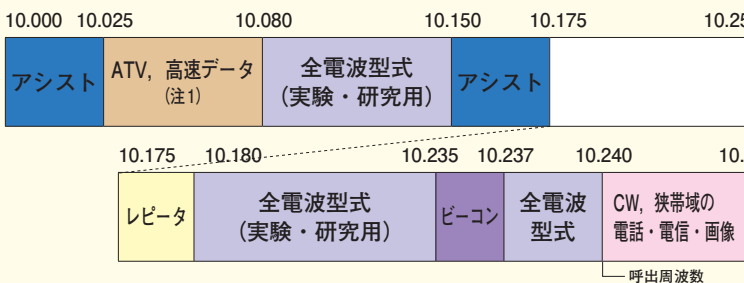 10.000 10.025 10.080 10.150 10.175 10.25
アシスト
ATV, 高速データ
(注1)
全電波型式
(実験・研究用)
アシスト
10.175 10.180 10.235 10.237 10.240 10.
レピータ
全電波型式
(実験・研究用)
ビーコン
全電波
型式
CW, 狭帯域の
電話・電信・画像
呼出周波数